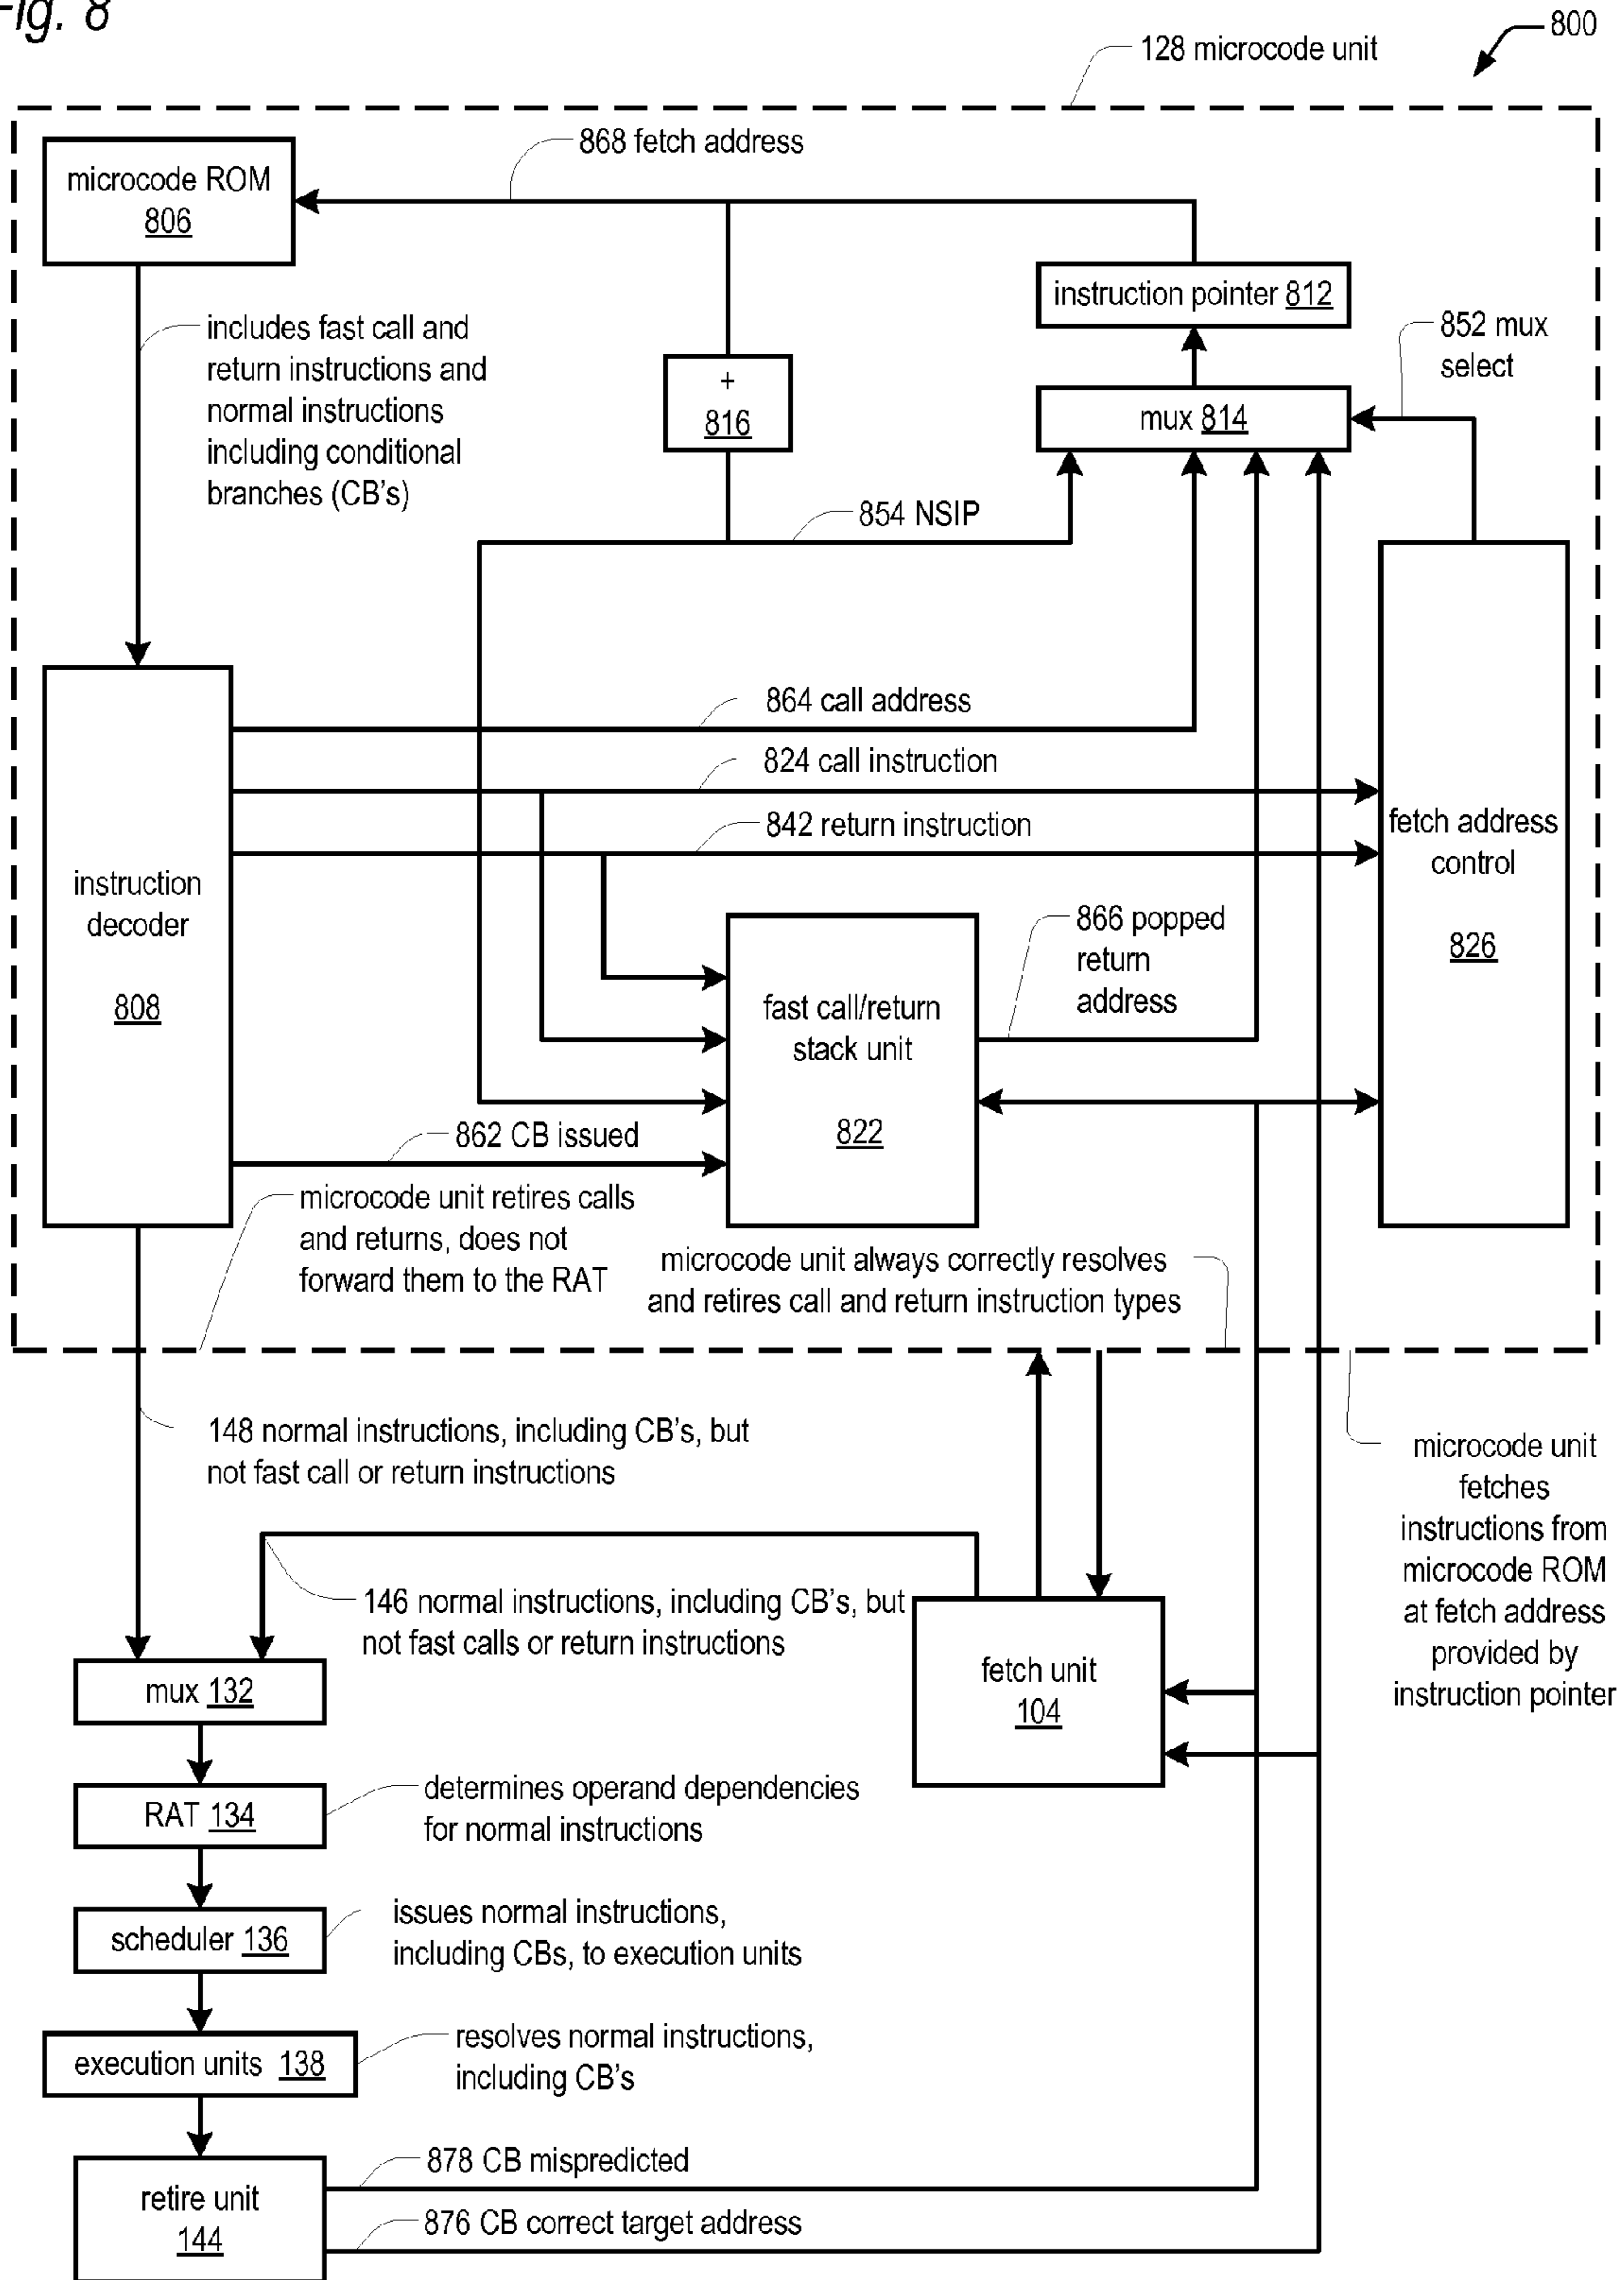 Fig. 8
800
128 microcode unit
868 fetch address
microcode ROM
806
instruction pointer 812
includes fast call and
return instructions and
normal instructions
including conditional
branches (CB's)
852 mux
select
+
816
mux 814
854 NSIP
864 call address
824 call instruction
842 return instruction
fetch address
control
826
instruction
decoder
808
866 popped
return
address
fast call/return
stack unit
822
862 CB issued
microcode unit retires calls
and returns, does not
forward them to the RAT
microcode unit always correctly resolves
and retires call and return instruction types
148 normal instructions, including CB's, but
not fast call or return instructions
microcode unit
fetches
instructions from
microcode ROM
at fetch address
provided by
instruction pointer
146 normal instructions, including CB's, but
not fast calls or return instructions
fetch unit
104
mux 132
RAT 134
determines operand dependencies
for normal instructions
scheduler 136
issues normal instructions,
including CBs, to execution units
execution units 138
resolves normal instructions,
including CB's
retire unit
144
878 CB mispredicted
876 CB correct target address